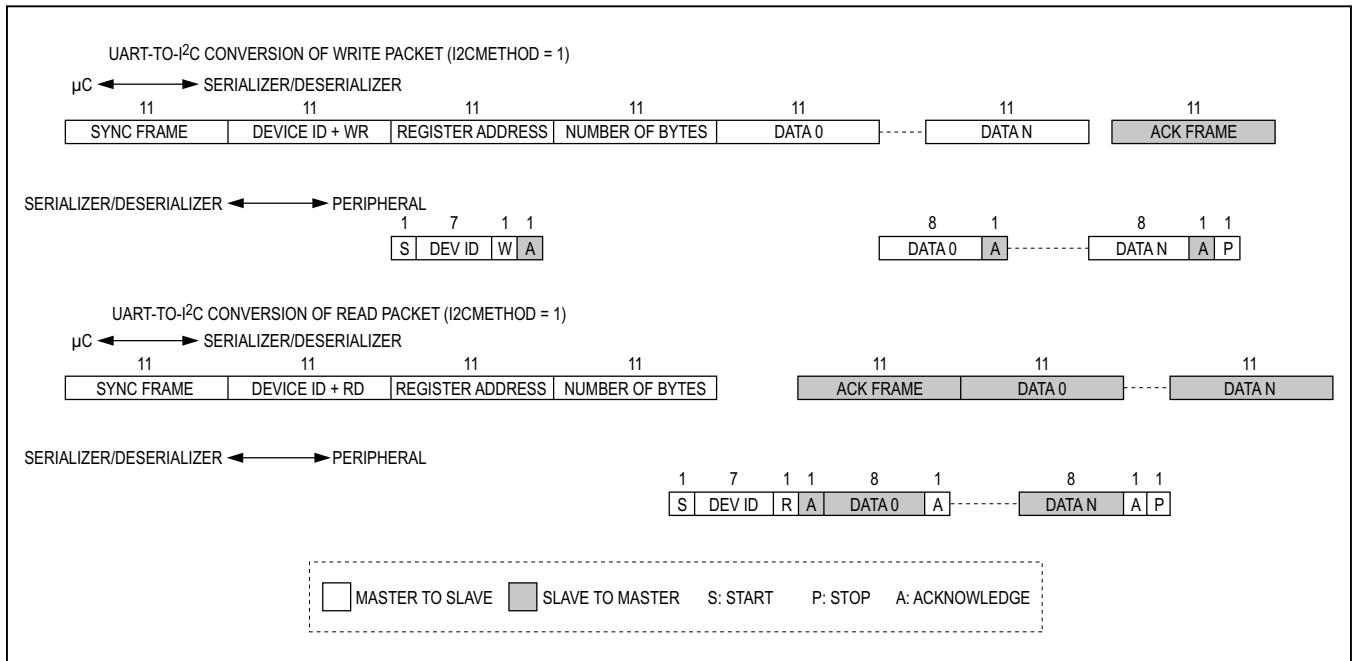 UART-TO-I2C CONVERSION OF WRITE PACKET (I2CMETHOD = 1)
µC SERIALIZER/DESERIALIZER
11 11 11 11 11 11 11
SYNC FRAME DEVICE ID + WR REGISTER ADDRESS NUMBER OF BYTES DATA 0 DATA N ACK FRAME
SERIALIZER/DESERIALIZER PERIPHERAL
1 7 1 1 8 1 8 1 1
S DEV ID W A DATA 0 A DATA N A P
UART-TO-I2C CONVERSION OF READ PACKET (I2CMETHOD = 1)
µC SERIALIZER/DESERIALIZER
11 11 11 11 11 11 11
SYNC FRAME DEVICE ID + RD REGISTER ADDRESS NUMBER OF BYTES ACK FRAME DATA 0 DATA N
SERIALIZER/DESERIALIZER PERIPHERAL
1 7 1 1 8 1 8 1 1
S DEV ID R A DATA 0 A DATA N A P
MASTER TO SLAVE SLAVE TO MASTER S: START P: STOP A: ACKNOWLEDGE